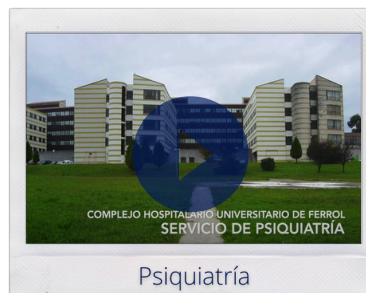 COMPLEJO HOSPITALARIO UNIVERSITARIO DE FERROL
SERVICIO DE PSIQUIATRÍA
Psiquiatría